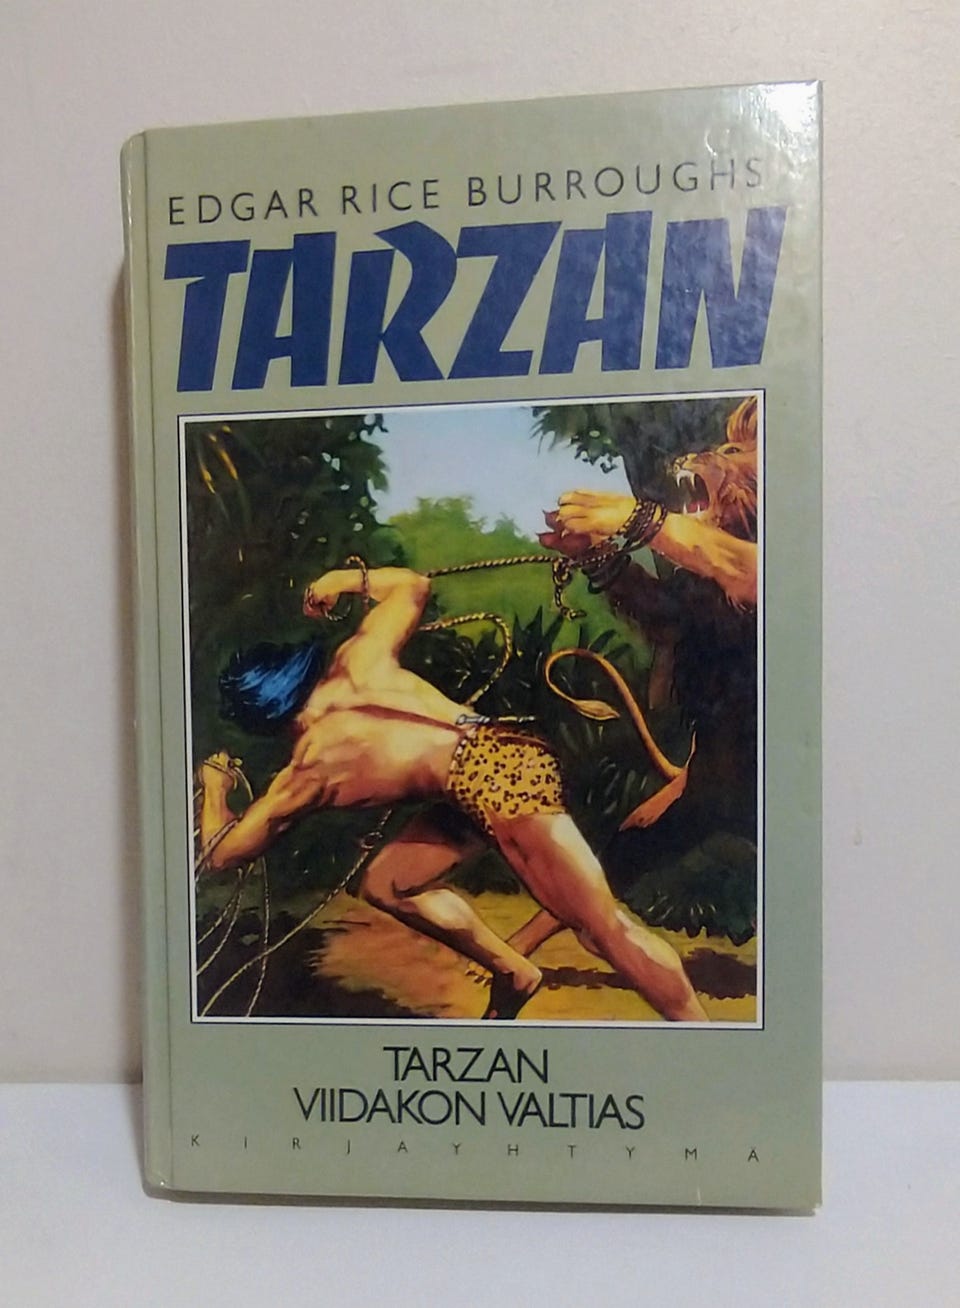 EDGAR RICE BURROUGHS
TARZAN
TARZAN
VIIDAKON VALTIAS
KIRJAYHTYMÄ